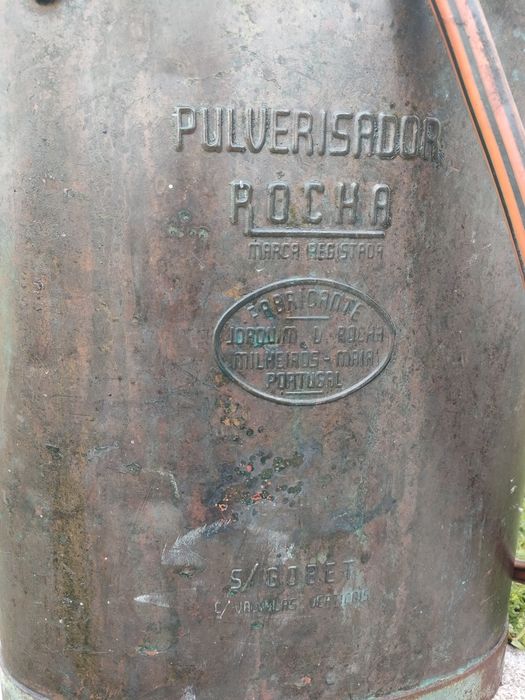 PULVERISADOR
ROCHA
MARCA REGISTADA
FABRICANTE
JOAQUIM
ROCHA
MILHEIROS - MAIA
PORTUGAL
S/GOBET
C/